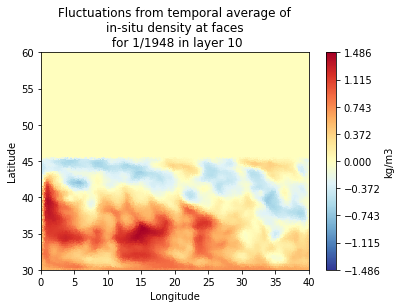 Fluctuations from temporal average of
in-situ density at faces
for 1/1948 in layer 10
60
55
50
45
40
35
30
Latitude
0 5 10 15 20 25 30 35 40
Longitude
1.486
1.115
0.743
0.372
0.000
−0.372
−0.743
−1.115
−1.486
kg/m3